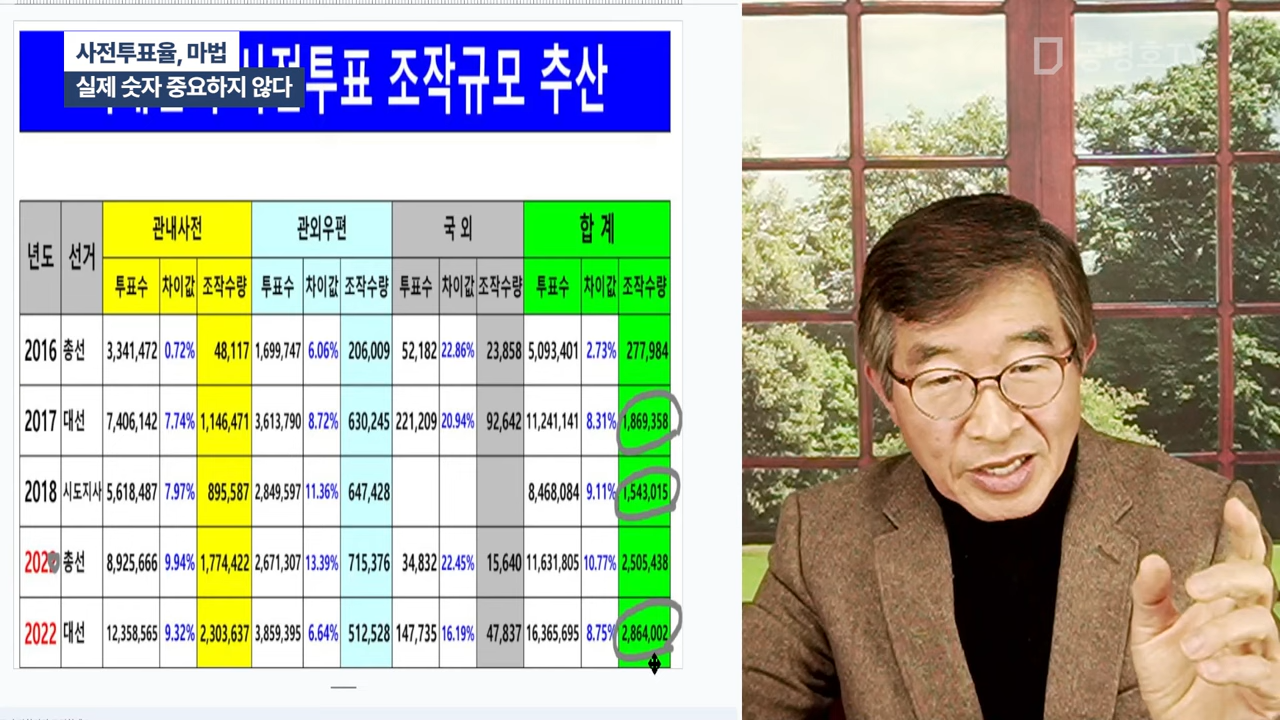 사전투표율, 마법
실제 숫자 중요하지 않다
사전투표 조작규모 추산
공병호TV
년도 선거 관내사전 관외우편 국 외 합 계
투표수 차이값 조작수량 투표수 차이값 조작수량 투표수 차이값 조작수량 투표수 차이값 조작수량
2016 총선 3,341,472 0.72% 48,117 1,699,747 6.06% 206,009 52,182 22.86% 23,858 5,093,401 2.73% 277,984
2017 대선 7,406,142 7.74% 1,146,471 3,613,790 8.72% 630,245 221,209 20.94% 92,642 11,241,141 8.31% 1,869,358
2018 시도지사 5,618,487 7.97% 895,587 2,849,597 11.36% 647,428 8,468,084 9.11% 1,543,015
202 총선 8,925,666 9.94% 1,774,422 2,671,307 13.39% 715,376 34,832 22.45% 15,640 11,631,805 10.77% 2,505,438
2022 대선 12,358,565 9.32% 2,303,637 3,859,395 6.64% 512,528 147,735 16.19% 47,837 16,365,695 8.75% 2,864,002